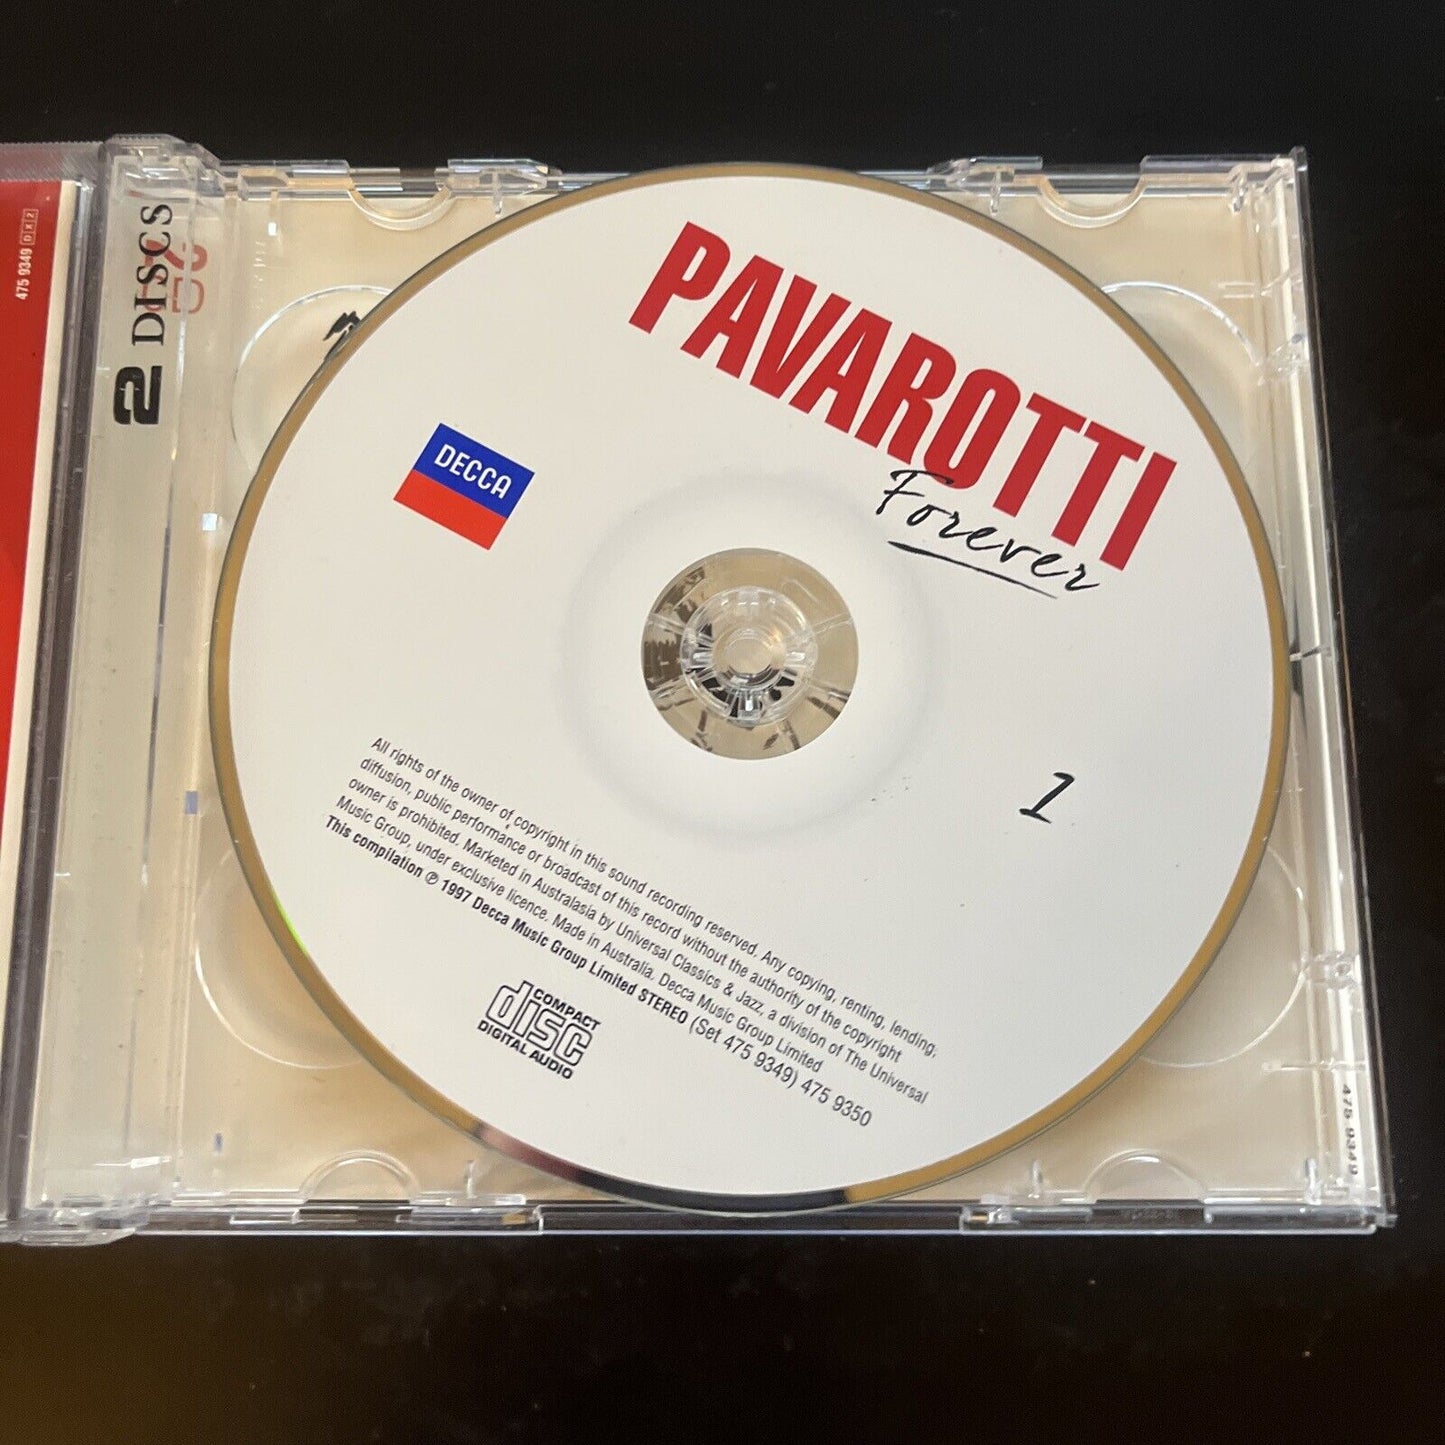 475 9349 DX2
2 DISCS
PAVAROTTI
Forever
DECCA
1
All rights of the owner of copyright in this sound recording reserved. Any copying, renting, lending,
diffusion, public performance or broadcast of this record without the authority of the copyright
owner is prohibited. Marketed in Australasia by Universal Classics & Jazz, a division of The Universal
Music Group, under exclusive licence. Made in Australia. Decca Music Group Limited
This compilation ℗ 1997 Decca Music Group Limited STEREO (Set 475 9349) 475 9350
COMPACT
disc
DIGITAL AUDIO
475 9349